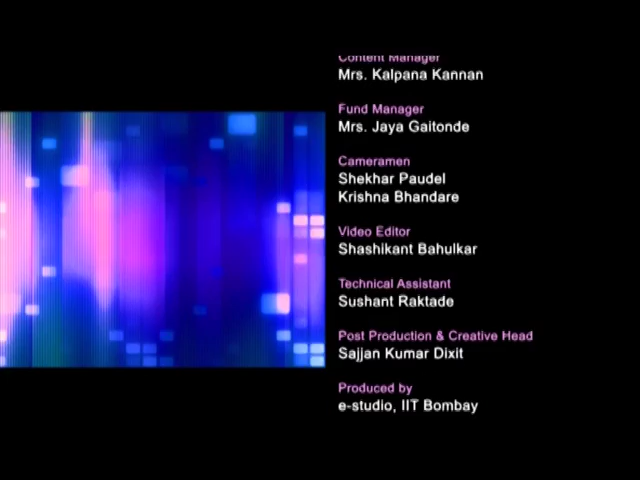 Content Manager
Mrs. Kalpana Kannan
Fund Manager
Mrs. Jaya Gaitonde
Cameramen
Shekhar Paudel
Krishna Bhandare
Video Editor
Shashikant Bahulkar
Technical Assistant
Sushant Raktade
Post Production & Creative Head
Sajjan Kumar Dixit
Produced by
e-studio, IIT Bombay